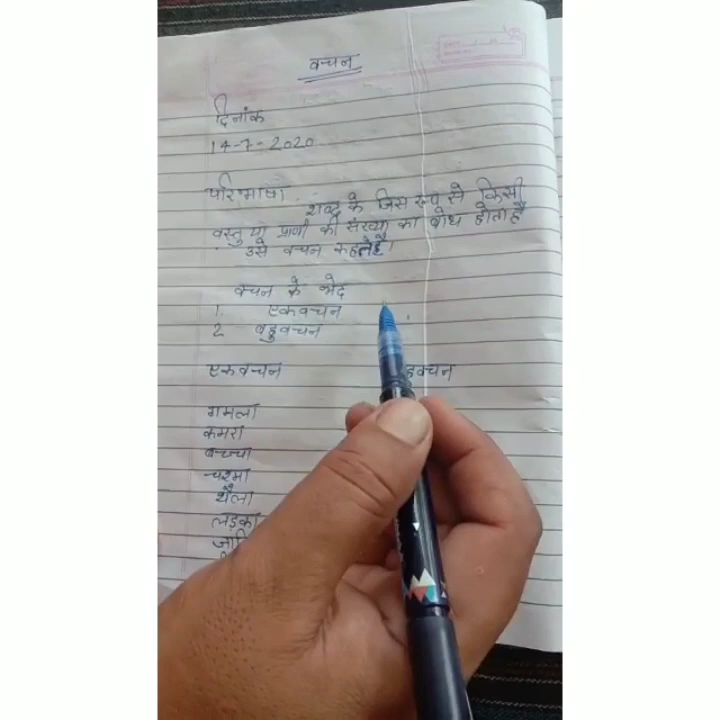 वचन
दिनांक
14-7-2020
परिभाषा
शब्द के जिस रूप से किसी
वस्तु या प्राणी की संख्या का बोध होता है
उसे वचन कहते हैं।
वचन के भेद
1. एकवचन
2 बहुवचन
एकवचन
गमला
कमरा
बच्चा
चश्मा
थैला
लड़का